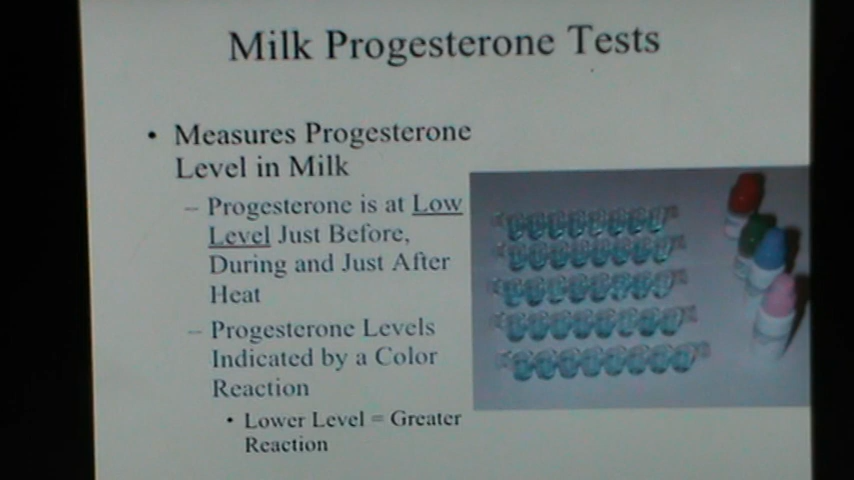 Milk Progesterone Tests
• Measures Progesterone
Level in Milk
– Progesterone is at Low
Level Just Before,
During and Just After
Heat
– Progesterone Levels
Indicated by a Color
Reaction
• Lower Level = Greater
Reaction